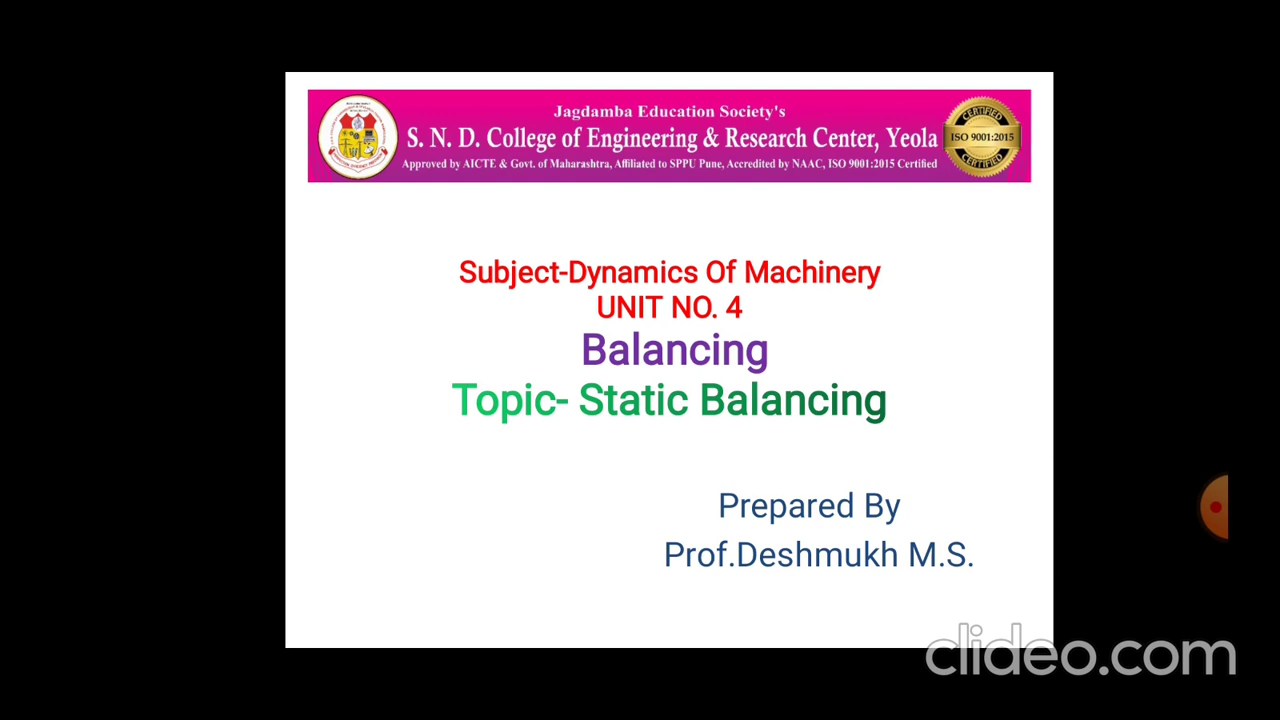 Jagdamba Education Society's
S. N. D. College of Engineering & Research Center, Yeola
Approved by AICTE & Govt. of Maharashtra, Affiliated to SPPU Pune, Accredited by NAAC, ISO 9001:2015 Certified
CERTIFIED
ISO 9001:2015
CERTIFIED
Subject-Dynamics Of Machinery
UNIT NO. 4
Balancing
Topic- Static Balancing
Prepared By
Prof.Deshmukh M.S.
clideo.com